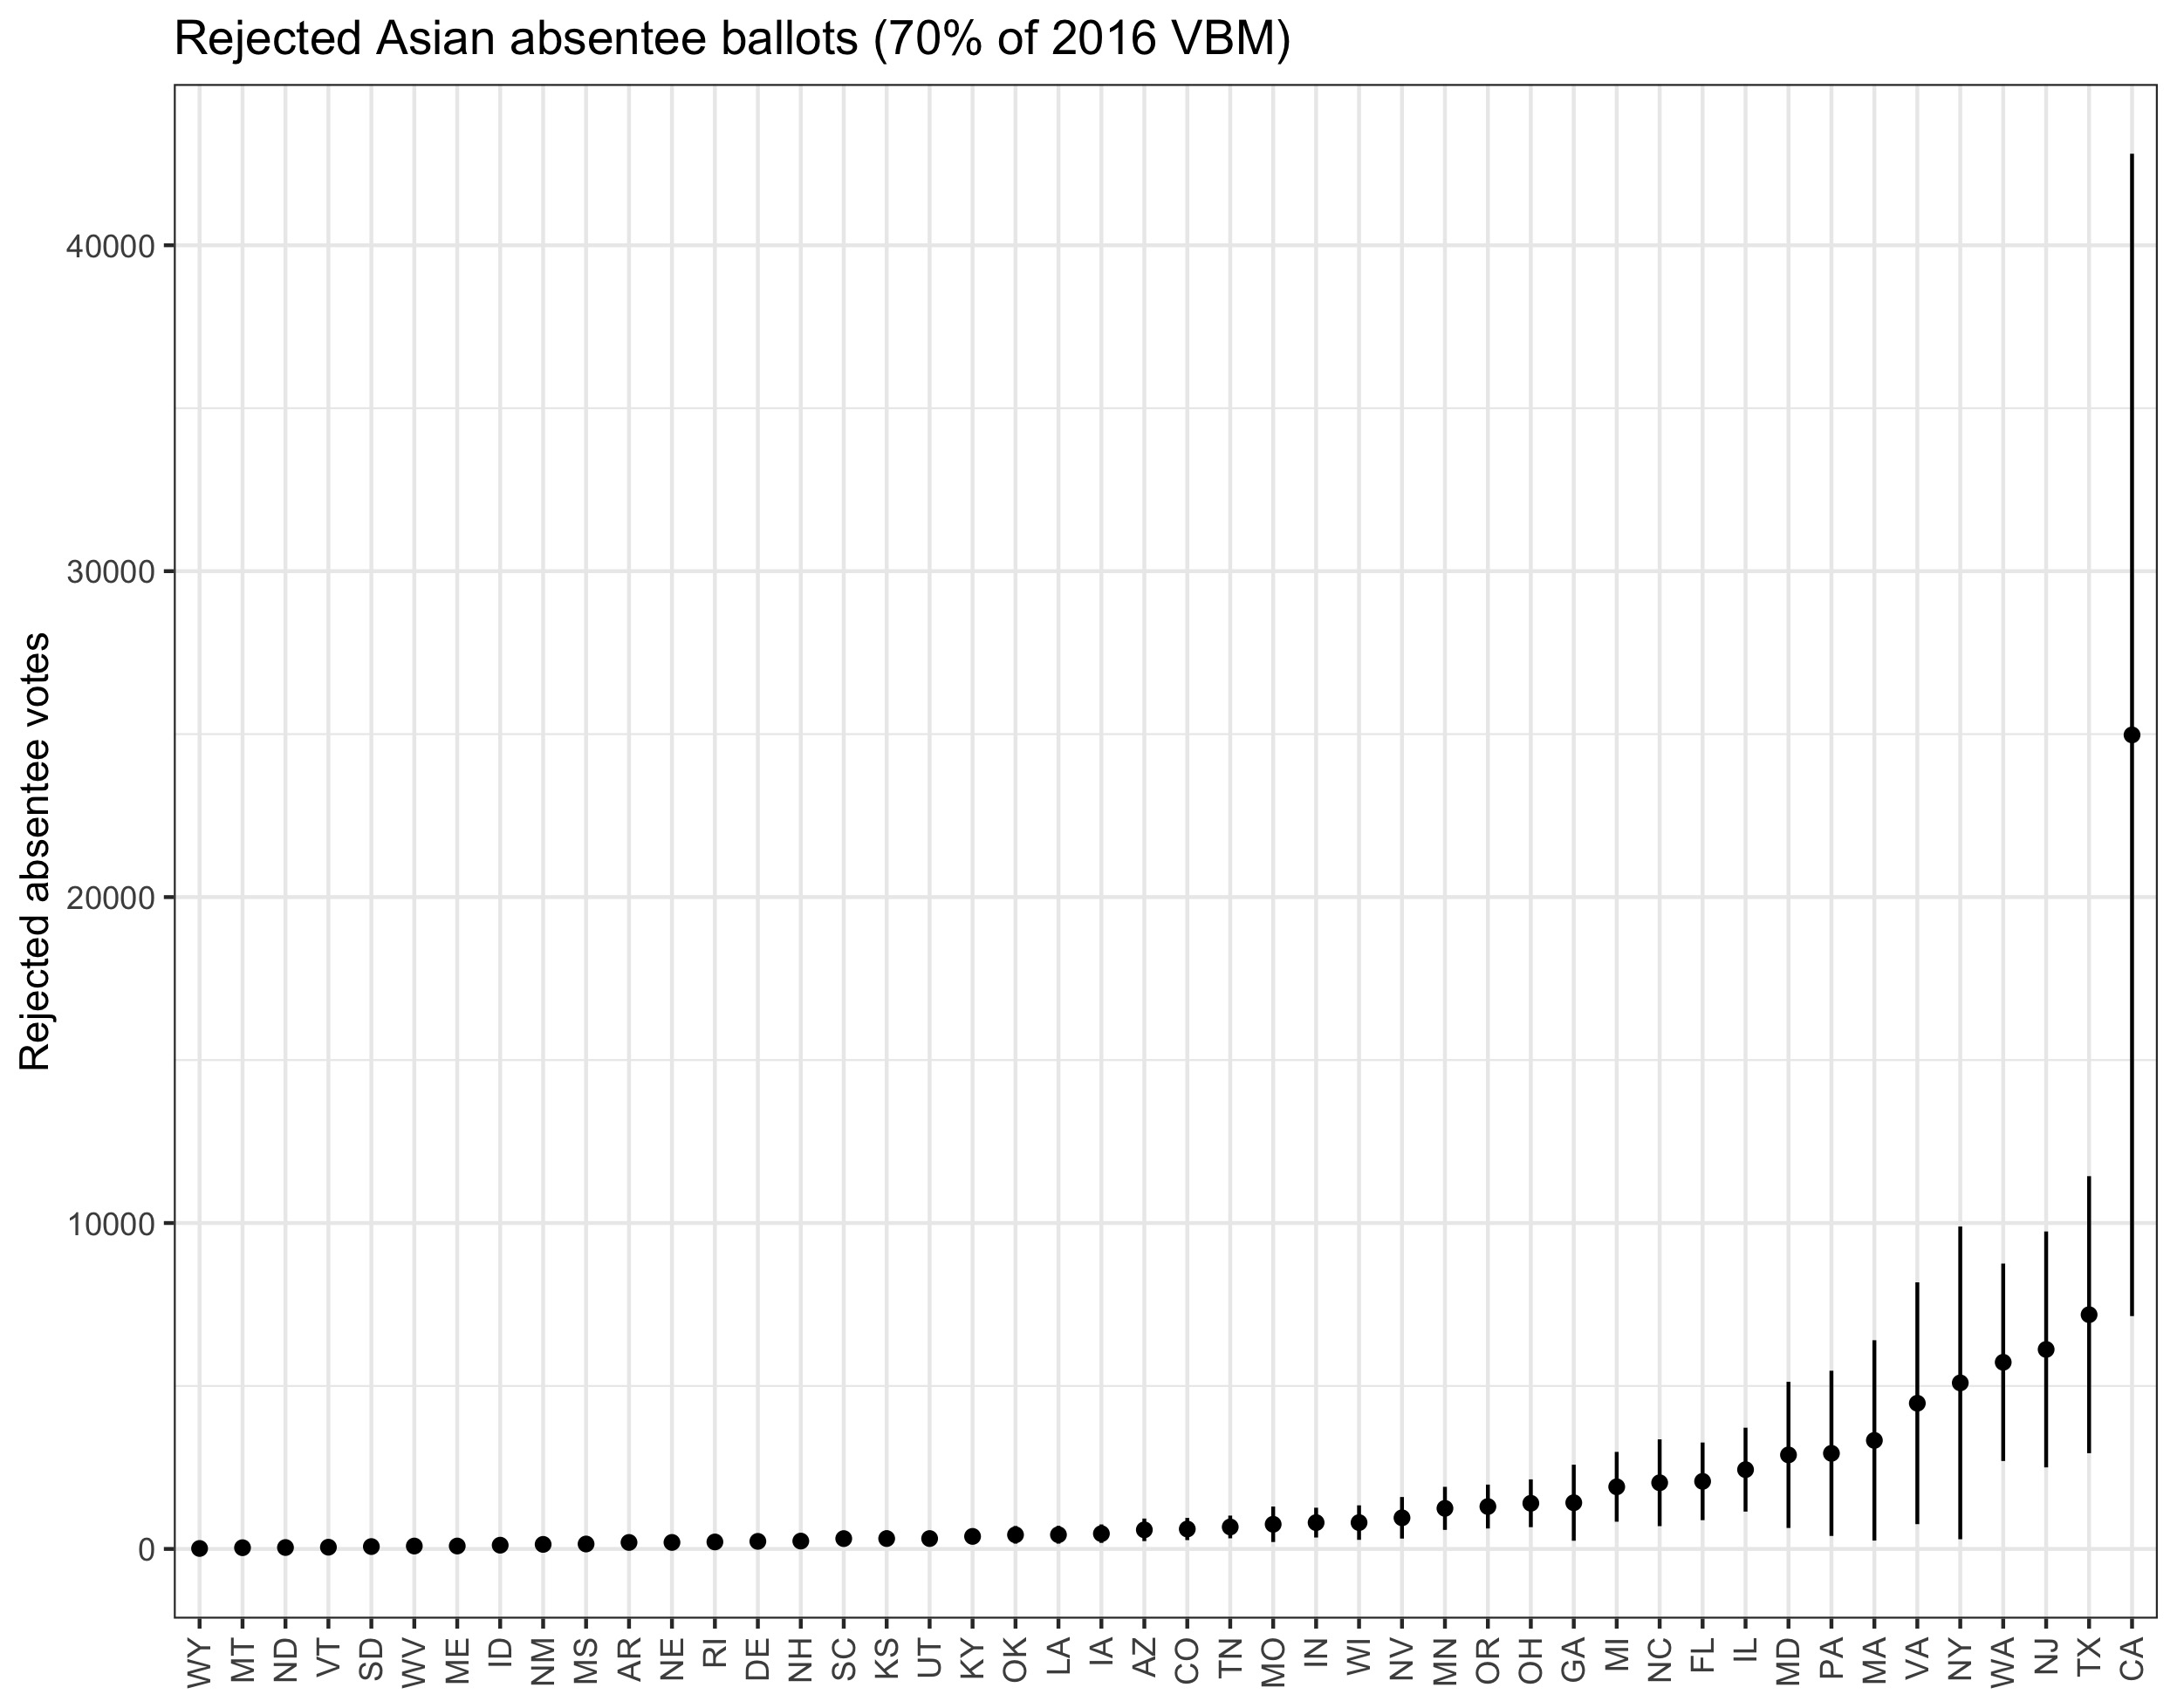 Rejected Asian absentee ballots (70% of 2016 VBM)
Rejected absentee votes
40000
30000
20000
10000
0
WY MT ND VT SD WV ME ID NM MS AR NE RI DE NH SC KS UT KY OK LA IA AZ CO TN MO IN WI NV MN OR OH GA MI NC FL IL MD PA MA VA NY WA NJ TX CA